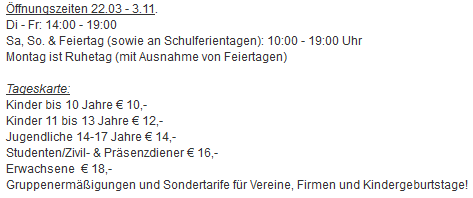 Öffnungszeiten 22.03 - 3.11.
Di - Fr: 14:00 - 19:00
Sa, So. & Feiertag (sowie an Schulferientagen): 10:00 - 19:00 Uhr
Montag ist Ruhetag (mit Ausnahme von Feiertagen)
Tageskarte:
Kinder bis 10 Jahre € 10,-
Kinder 11 bis 13 Jahre € 12,-
Jugendliche 14-17 Jahre € 14,-
Studenten/Zivil- & Präsenzdiener € 16,-
Erwachsene € 18,-
Gruppenermäßigungen und Sondertarife für Vereine, Firmen und Kindergeburtstage!